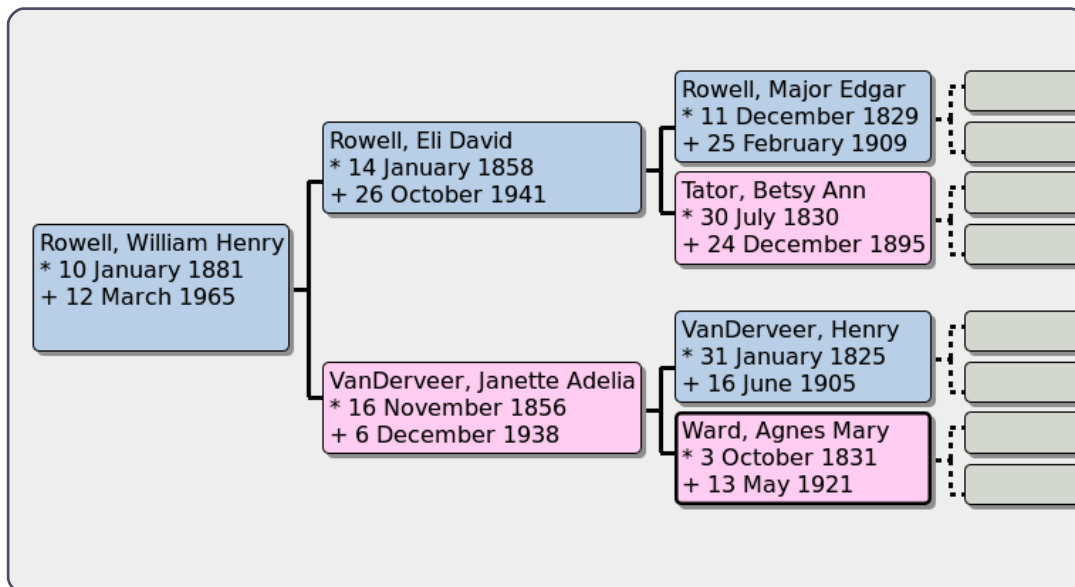 Rowell, William Henry
* 10 January 1881
+ 12 March 1965
Rowell, Eli David
* 14 January 1858
+ 26 October 1941
VanDerveer, Janette Adelia
* 16 November 1856
+ 6 December 1938
Rowell, Major Edgar
* 11 December 1829
+ 25 February 1909
Tator, Betsy Ann
* 30 July 1830
+ 24 December 1895
VanDerveer, Henry
* 31 January 1825
+ 16 June 1905
Ward, Agnes Mary
* 3 October 1831
+ 13 May 1921